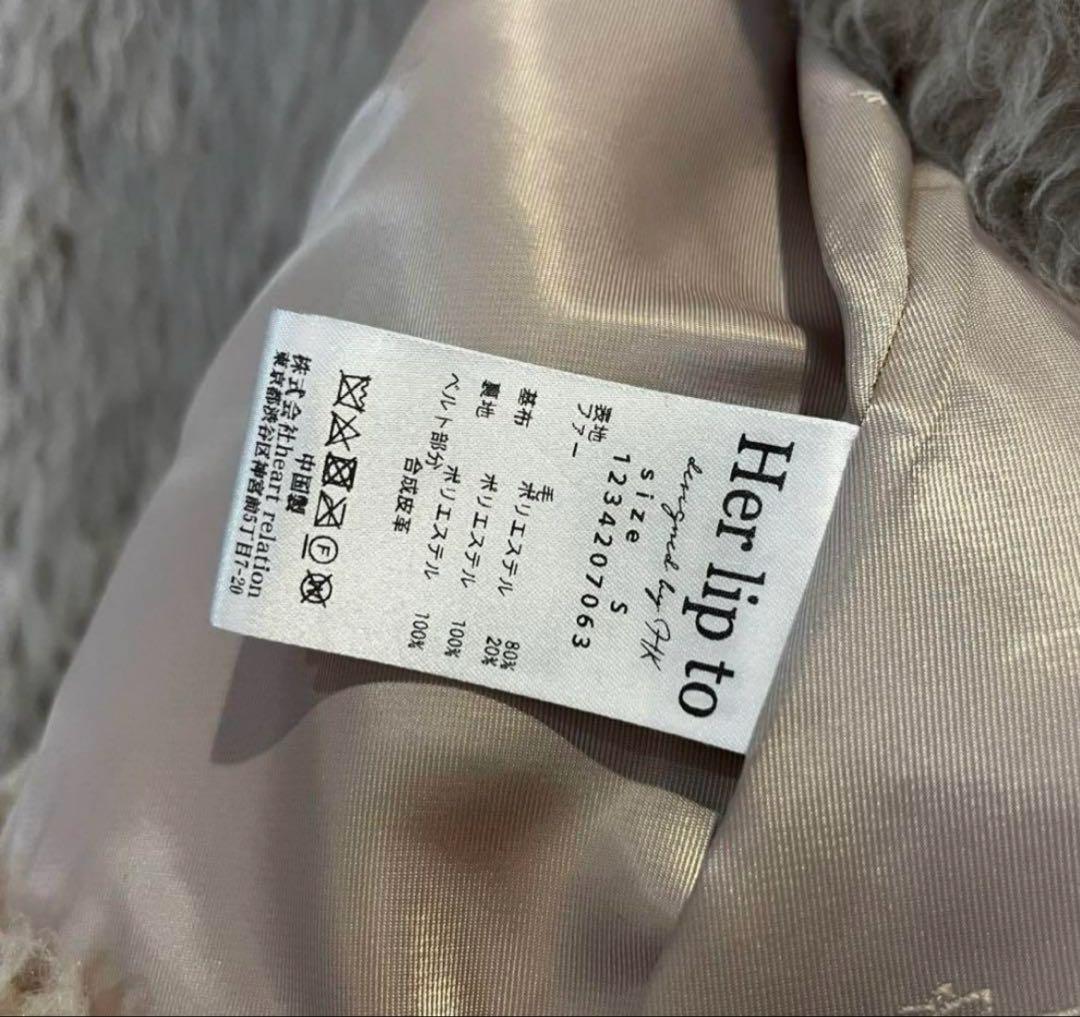 Her lip to
designed by HK
size S
1234207063
表地
ファー
毛 80%
ポリエステル 20%
基布 ポリエステル 100%
裏地 ポリエステル 100%
ベルト部分 合成皮革
中国製
株式会社heart relation
東京都渋谷区神宮前5丁目7-20